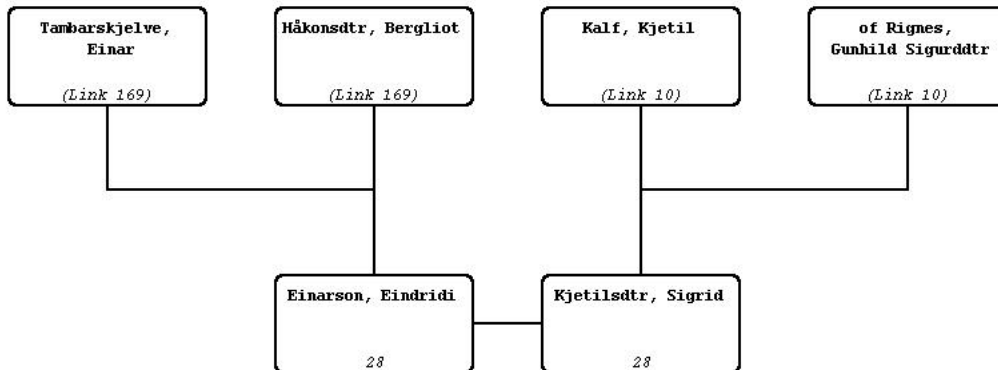 Tambarskjelve,
Einar
(Link 169)
Håkonsdtr, Bergliot
(Link 169)
Kalf, Kjetil
(Link 10)
of Rignes,
Gunhild Sigurddtr
(Link 10)
Einarson, Eindridi
28
Kjetilsdtr, Sigrid
28